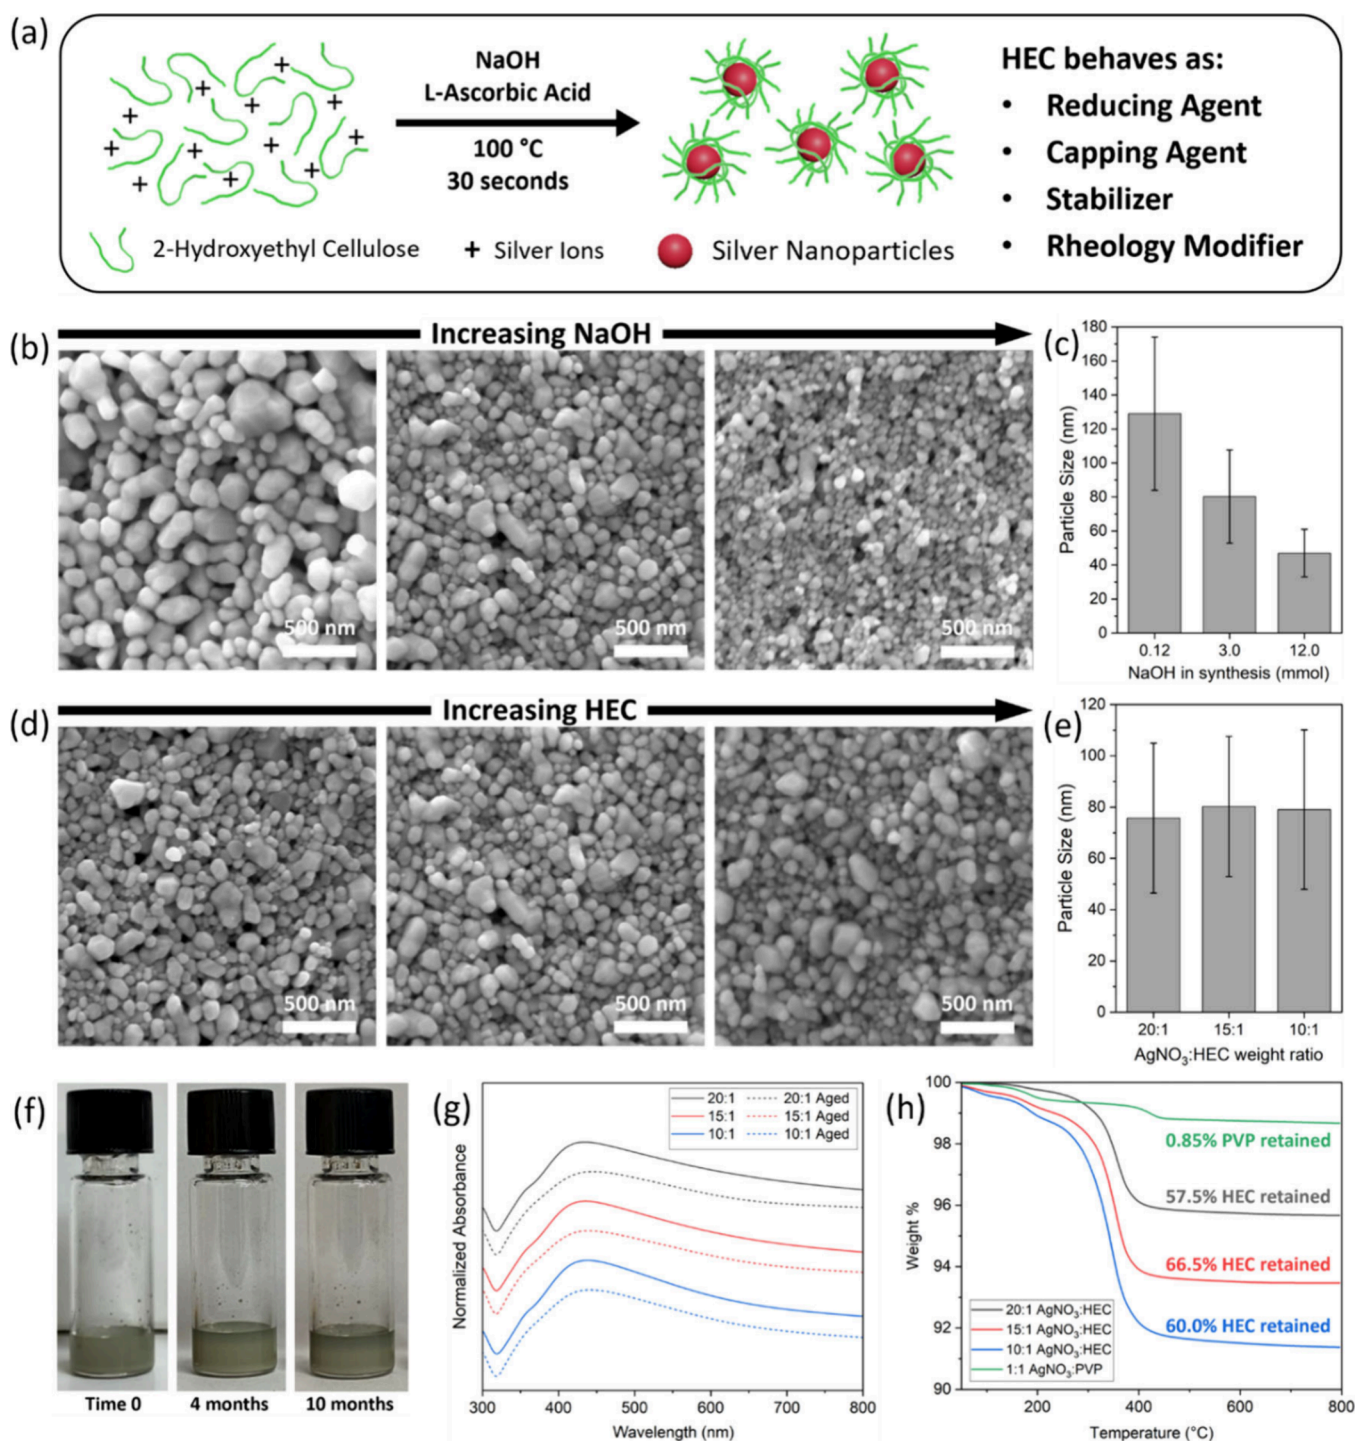 (a)
NaOH
L-Ascorbic Acid
100 °C
30 seconds
HEC behaves as:
• Reducing Agent
• Capping Agent
• Stabilizer
• Rheology Modifier
2-Hydroxyethyl Cellulose
+ Silver Ions
Silver Nanoparticles
(b)
Increasing NaOH
500 nm
500 nm
500 nm
(c)
Particle Size (nm)
180
160
140
120
100
80
60
40
20
0
0.12 3.0 12.0
NaOH in synthesis (mmol)
(d)
Increasing HEC
500 nm
500 nm
500 nm
(e)
Particle Size (nm)
120
100
80
60
40
20
0
20:1 15:1 10:1
AgNO₃:HEC weight ratio
(f)
Time 0
4 months
10 months
(g)
Normalized Absorbance
20:1 20:1 Aged
15:1 15:1 Aged
10:1 10:1 Aged
300 400 500 600 700 800
Wavelength (nm)
(h)
Weight %
100
98
96
94
92
90
0.85% PVP retained
57.5% HEC retained
66.5% HEC retained
60.0% HEC retained
20:1 AgNO₃:HEC
15:1 AgNO₃:HEC
10:1 AgNO₃:HEC
1:1 AgNO₃:PVP
200 400 600 800
Temperature (°C)